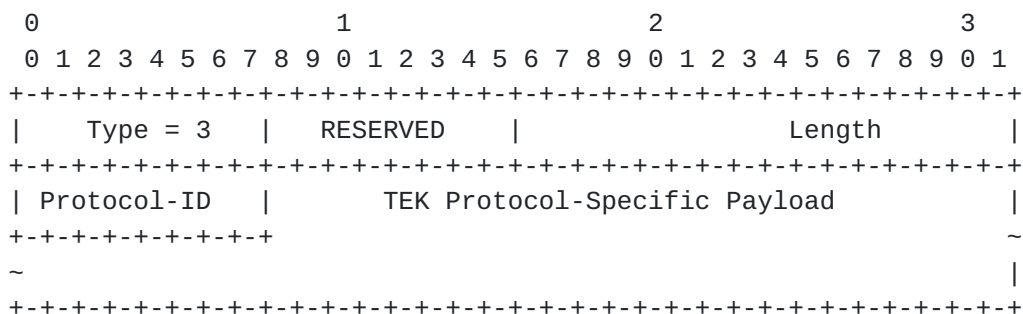 0                   1                   2                   3
 0 1 2 3 4 5 6 7 8 9 0 1 2 3 4 5 6 7 8 9 0 1 2 3 4 5 6 7 8 9 0 1
+-+-+-+-+-+-+-+-+-+-+-+-+-+-+-+-+-+-+-+-+-+-+-+-+-+-+-+-+-+-+-+-+
|    Type = 3   |   RESERVED    |                 Length        |
+-+-+-+-+-+-+-+-+-+-+-+-+-+-+-+-+-+-+-+-+-+-+-+-+-+-+-+-+-+-+-+-+
| Protocol-ID   |       TEK Protocol-Specific Payload           |
+-+-+-+-+-+-+-+-+                                               ~
~                                                               |
+-+-+-+-+-+-+-+-+-+-+-+-+-+-+-+-+-+-+-+-+-+-+-+-+-+-+-+-+-+-+-+-+